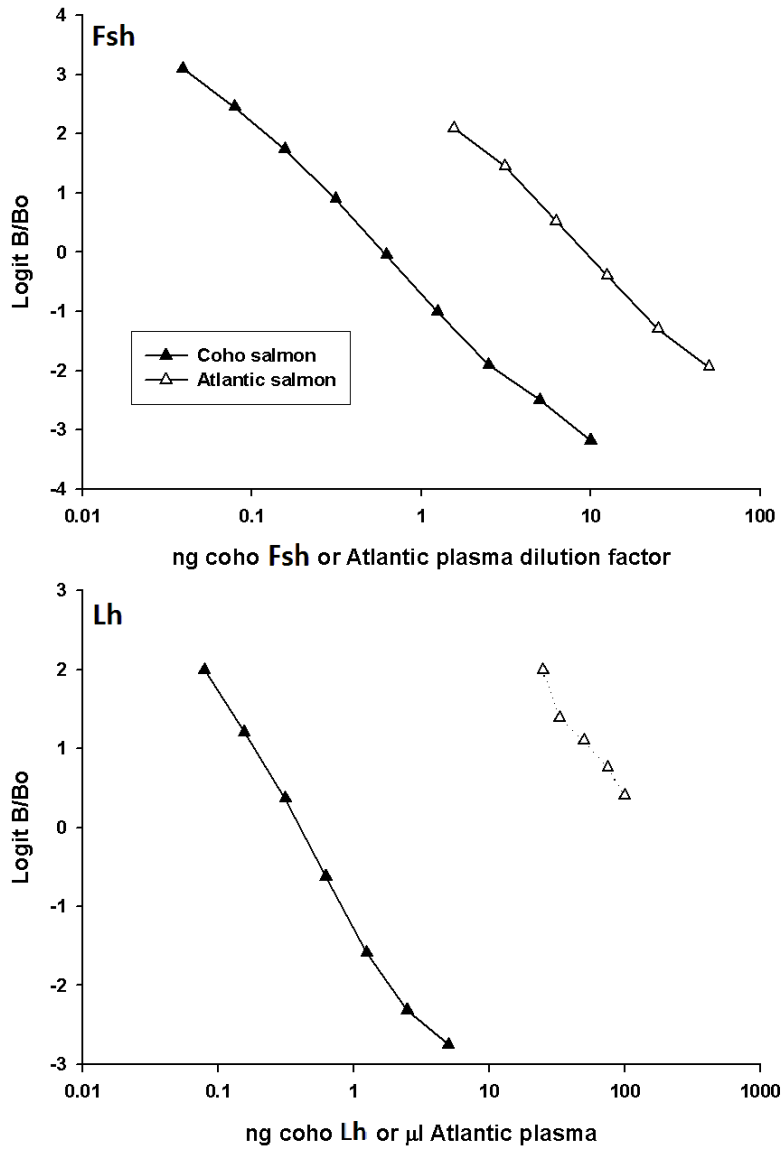 Fsh
4
3
2
1
0
-1
-2
-3
-4
Logit B/Bo
Coho salmon
Atlantic salmon
0.01 0.1 1 10 100
ng coho Fsh or Atlantic plasma dilution factor
Lh
3
2
1
0
-1
-2
-3
Logit B/Bo
0.01 0.1 1 10 100 1000
ng coho Lh or μl Atlantic plasma